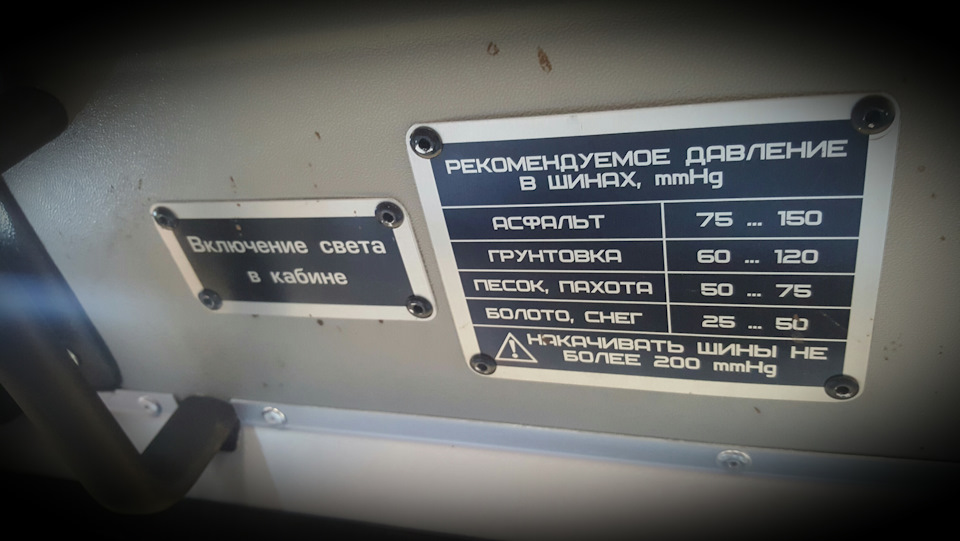 Включение света
в кабине
РЕКОМЕНДУЕМОЕ ДАВЛЕНИЕ
В ШИНАХ, mmHg
АСФАЛЬТ 75 ... 150
ГРУНТОВКА 60 ... 120
ПЕСОК, ПАХОТА 50 ... 75
БОЛОТО, СНЕГ 25 ... 50
НАКАЧИВАТЬ ШИНЫ НЕ
БОЛЕЕ 200 mmHg